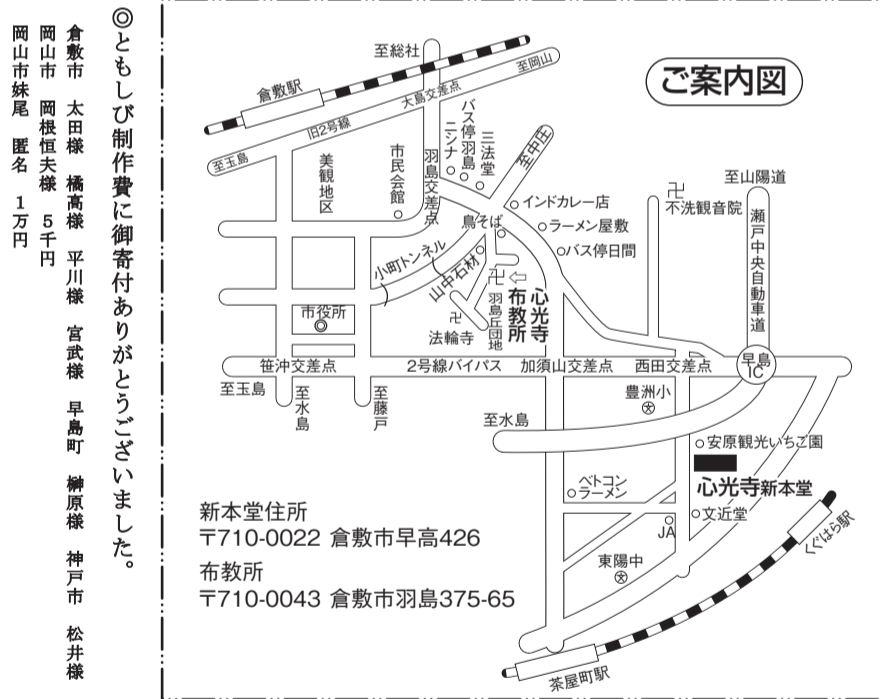 ◎ともしび制作費に御寄付ありがとうございました。
倉敷市 太田様 橘高様 平川様 宮武様 早島町 榊原様 神戸市 松井様
岡山市 岡根恒夫様 5千円
岡山市妹尾 匿名 1万円
ご案内図
至総社
倉敷駅
至岡山
大島交差点
旧2号線
至玉島
美観地区
市民会館
羽島交差点
ニシナ
バス停羽島
三法堂
至中庄
インドカレー店
ラーメン屋敷
バス停日間
鳥そば
小町トンネル
山中石材
卍
不洗観音院
至山陽道
瀬戸中央自動車道
市役所
卍
⇦
心光寺
布教所
羽島丘団地
卍
法輪寺
笹沖交差点
2号線バイパス
加須山交差点
西田交差点
早島
IC
至玉島
至水島
至藤戸
至水島
豊洲小
文
安原観光いちご園
心光寺新本堂
文近堂
ベトコン
ラーメン
JA
東陽中
文
くぐはら駅
茶屋町駅
新本堂住所
〒710-0022 倉敷市早高426
布教所
〒710-0043 倉敷市羽島375-65